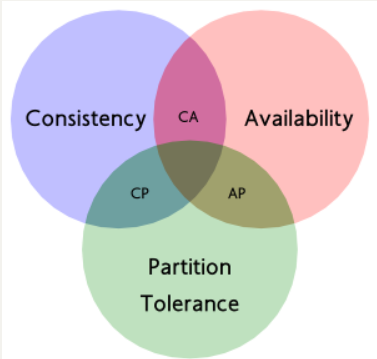 Consistency
CA
Availability
CP
AP
Partition
Tolerance